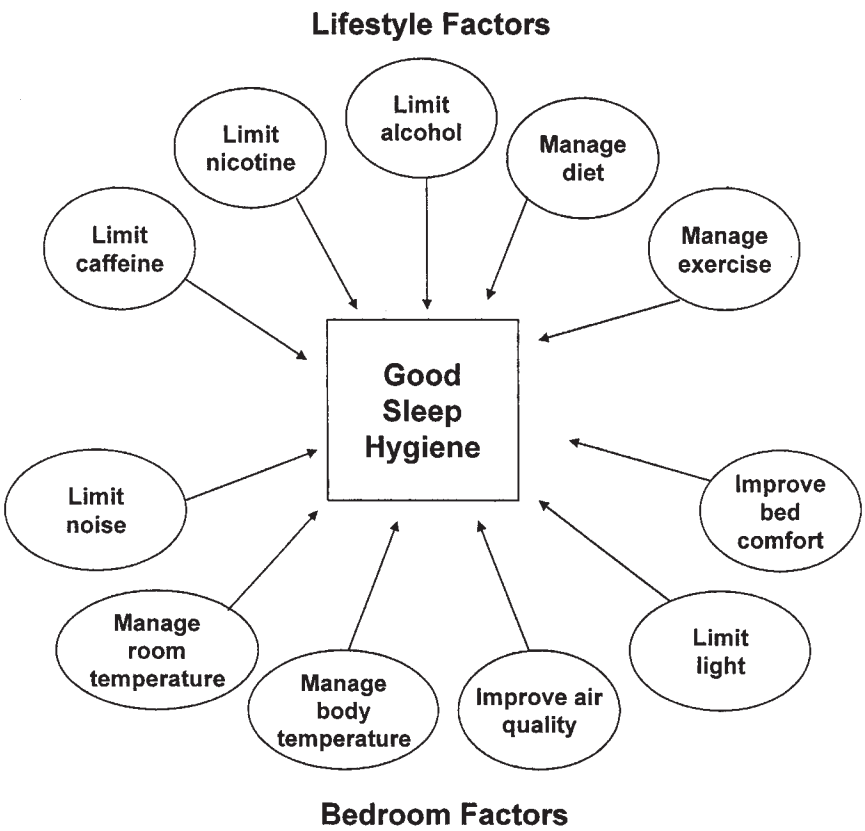 Lifestyle Factors
Limit
alcohol
Limit
nicotine
Manage
diet
Limit
caffeine
Manage
exercise
Good
Sleep
Hygiene
Limit
noise
Improve
bed
comfort
Manage
room
temperature
Limit
light
Manage
body
temperature
Improve air
quality
Bedroom Factors